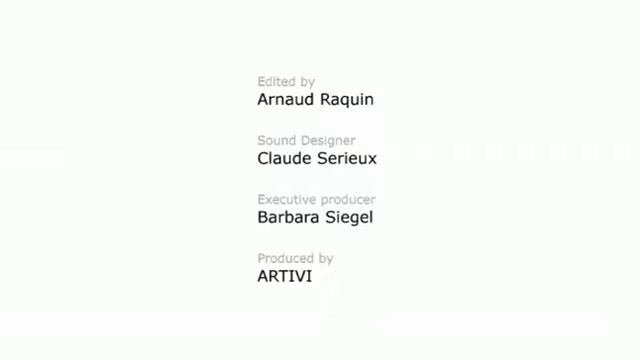 Edited by
Arnaud Raquin
Sound Designer
Claude Serieux
Executive producer
Barbara Siegel
Produced by
ARTIVI